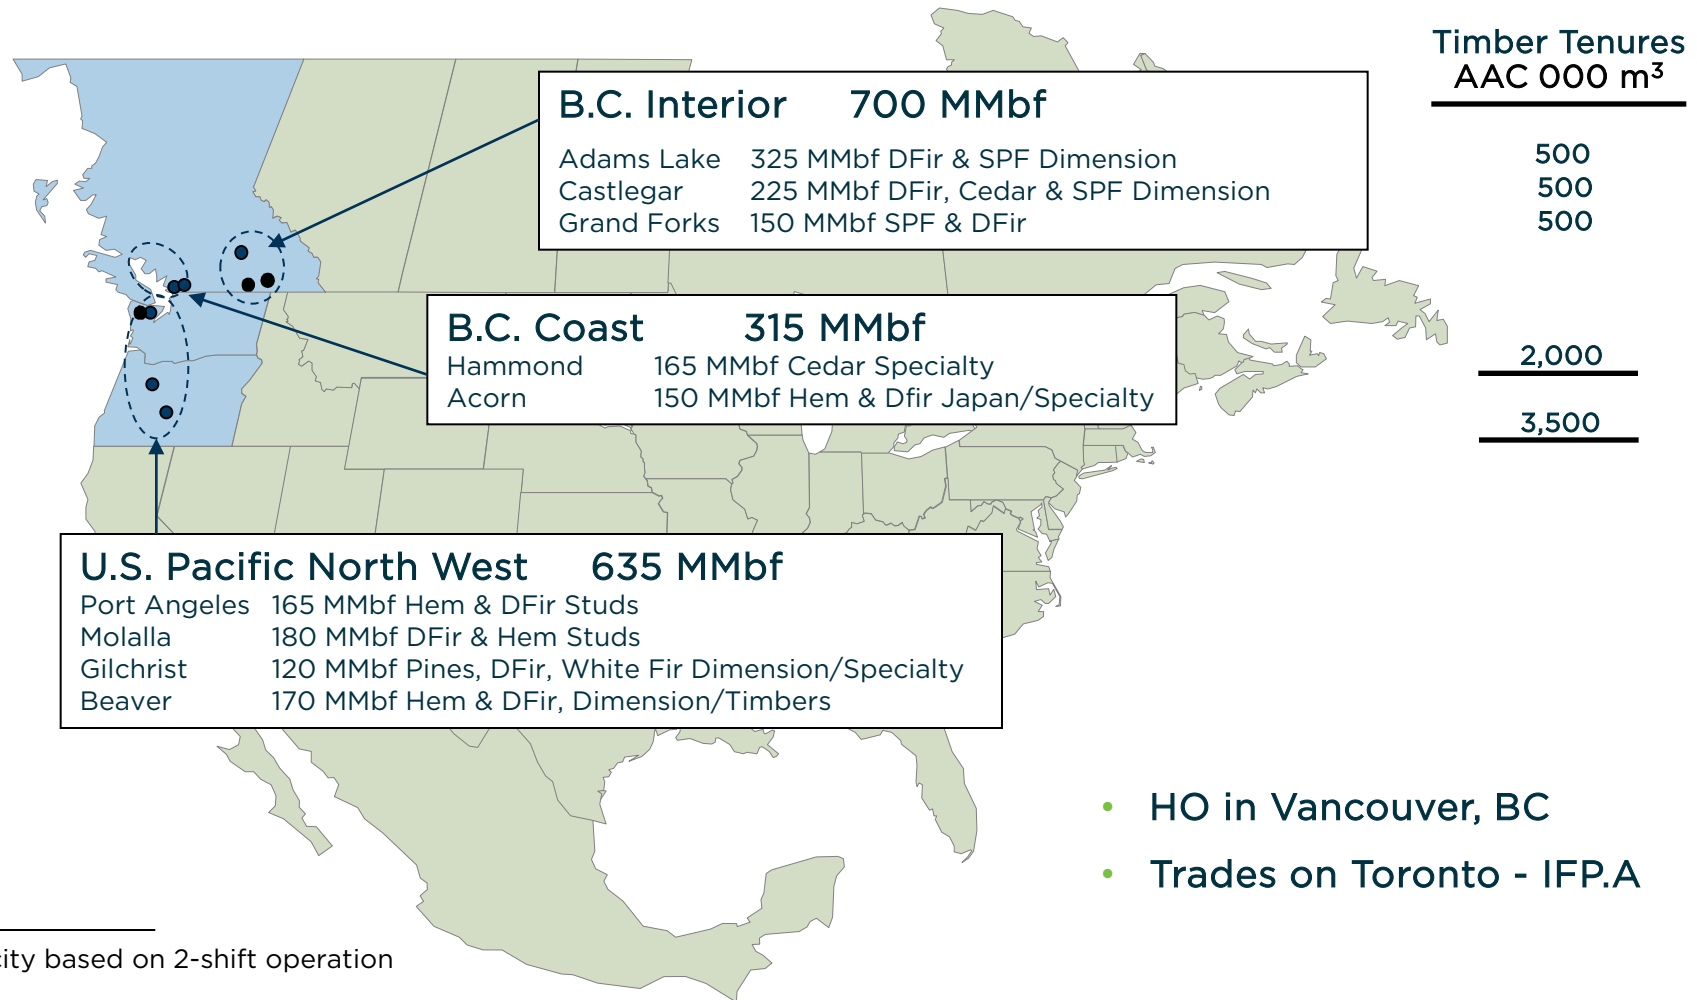 Timber Tenures
AAC 000 m³
B.C. Interior 700 MMbf
Adams Lake 325 MMbf DFir & SPF Dimension 500
Castlegar 225 MMbf DFir, Cedar & SPF Dimension 500
Grand Forks 150 MMbf SPF & DFir 500
B.C. Coast 315 MMbf
Hammond 165 MMbf Cedar Specialty 2,000
Acorn 150 MMbf Hem & Dfir Japan/Specialty
3,500
U.S. Pacific North West 635 MMbf
Port Angeles 165 MMbf Hem & DFir Studs
Molalla 180 MMbf DFir & Hem Studs
Gilchrist 120 MMbf Pines, DFir, White Fir Dimension/Specialty
Beaver 170 MMbf Hem & DFir, Dimension/Timbers
• HO in Vancouver, BC
• Trades on Toronto - IFP.A
city based on 2-shift operation